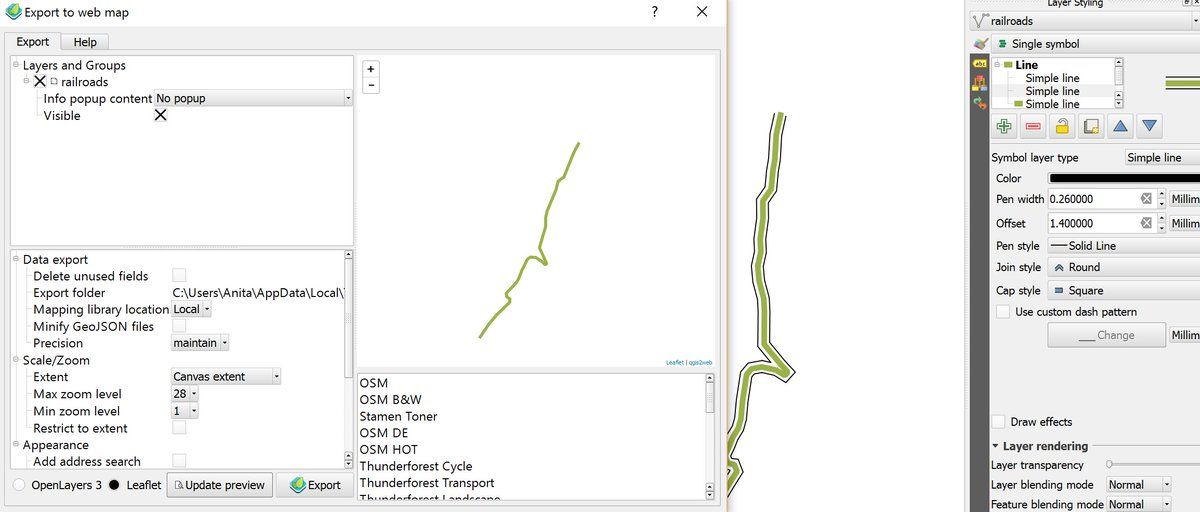 Export to web map
?
Export
Help
Layers and Groups
railroads
Info popup content No popup
Visible
Data export
Delete unused fields
Export folder C:\Users\Anita\AppData\Local\
Mapping library location Local
Minify GeoJSON files
Precision maintain
Scale/Zoom
Extent Canvas extent
Max zoom level 28
Min zoom level 1
Restrict to extent
Appearance
Add address search
OpenLayers 3 Leaflet Update preview Export
+
-
Leaflet | qgis2web
OSM
OSM B&W
Stamen Toner
OSM DE
OSM HOT
Thunderforest Cycle
Thunderforest Transport
Thunderforest Landscape
Layer Styling
railroads
abc
Single symbol
Line
Simple line
Simple line
Simple line
Symbol layer type Simple line
Color
Pen width 0.260000 Millim
Offset 1.400000 Millim
Pen style Solid Line
Join style Round
Cap style Square
Use custom dash pattern
Change Millim
Draw effects
Layer rendering
Layer transparency
Layer blending mode Normal
Feature blending mode Normal